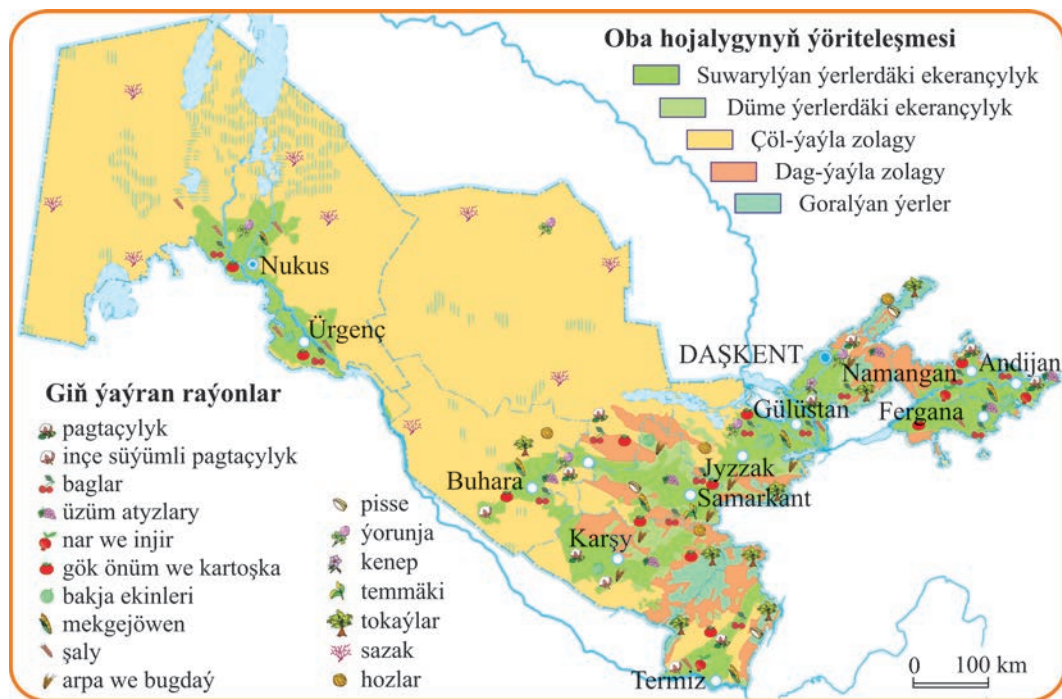 Oba hojalygynyň ýöriteleşmesi
Suwarylýan ýerlerdäki ekerançylyk
Düme ýerlerdäki ekerançylyk
Çöl-ýaýla zolagy
Dag-ýaýla zolagy
Goralýan ýerler
Nukus
Ürgenç
DAŞKENT
Namangan
Andijan
Gülüstan
Fergana
Buhara
Jyzzak
Samarkant
Karşy
Termiz
Giň ýaýran raýonlar
pagtaçylyk
inçe süýümli pagtaçylyk
baglar
üzüm atyzlary
nar we injir
gök önüm we kartoşka
bakja ekinleri
mekgejöwen
şaly
arpa we bugdaý
pisse
ýorunja
kenep
temmäki
tokaýlar
sazak
hozlar
0 100 km